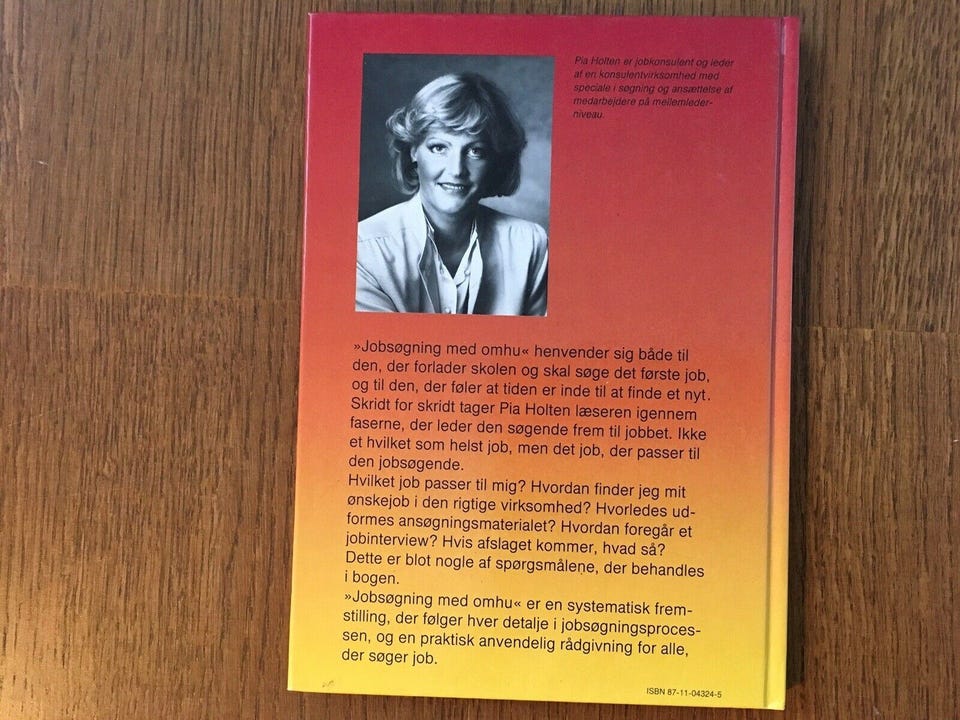 Pia Holten er jobkonsulent og leder
af en konsulentvirksomhed med
speciale i søgning og ansættelse af
medarbejdere på mellemleder-
niveau.
»Jobsøgning med omhu« henvender sig både til
den, der forlader skolen og skal søge det første job,
og til den, der føler at tiden er inde til at finde et nyt.
Skridt for skridt tager Pia Holten læseren igennem
faserne, der leder den søgende frem til jobbet. Ikke
et hvilket som helst job, men det job, der passer til
den jobsøgende.
Hvilket job passer til mig? Hvordan finder jeg mit
ønskejob i den rigtige virksomhed? Hvorledes ud-
formes ansøgningsmaterialet? Hvordan foregår et
jobinterview? Hvis afslaget kommer, hvad så?
Dette er blot nogle af spørgsmålene, der behandles
i bogen.
»Jobsøgning med omhu« er en systematisk frem-
stilling, der følger hver detalje i jobsøgningsproces-
sen, og en praktisk anvendelig rådgivning for alle,
der søger job.
ISBN 87-11-04324-5